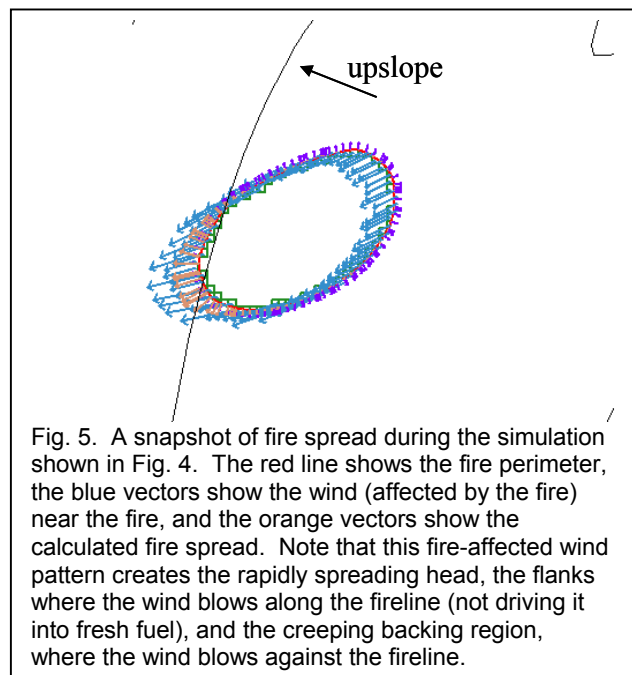 upslope
Fig. 5.  A snapshot of fire spread during the simulation
shown in Fig. 4.  The red line shows the fire perimeter,
the blue vectors show the wind (affected by the fire)
near the fire, and the orange vectors show the
calculated fire spread.  Note that this fire-affected wind
pattern creates the rapidly spreading head, the flanks
where the wind blows along the fireline (not driving it
into fresh fuel), and the creeping backing region,
where the wind blows against the fireline.